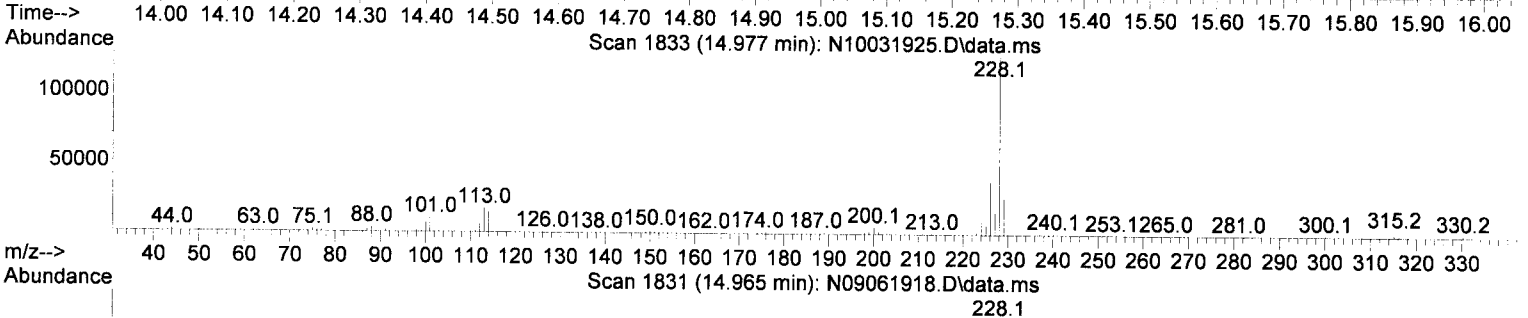 Time--> 14.00 14.10 14.20 14.30 14.40 14.50 14.60 14.70 14.80 14.90 15.00 15.10 15.20 15.30 15.40 15.50 15.60 15.70 15.80 15.90 16.00
Abundance
Scan 1833 (14.977 min): N10031925.D\data.ms
228.1
100000
50000
44.0 63.0 75.1 88.0 101.0 113.0 126.0 138.0 150.0 162.0 174.0 187.0 200.1 213.0 240.1 253.1 265.0 281.0 300.1 315.2 330.2
m/z--> 40 50 60 70 80 90 100 110 120 130 140 150 160 170 180 190 200 210 220 230 240 250 260 270 280 290 300 310 320 330
Abundance
Scan 1831 (14.965 min): N09061918.D\data.ms
228.1